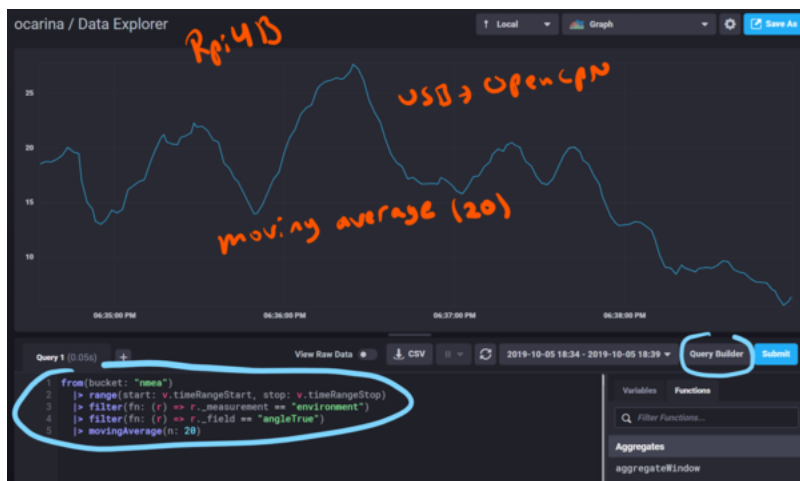 ocarina / Data Explorer
Local
Graph
Save As
Rpi4B
USB → OpenCPN
moving average (20)
25
20
15
10
06:35:00 PM
06:36:00 PM
06:37:00 PM
06:38:00 PM
Query 1 (0.05s)
+
View Raw Data
CSV
2019-10-05 18:34 - 2019-10-05 18:39
Query Builder
Submit
1 from(bucket: "nmea")
2 |> range(start: v.timeRangeStart, stop: v.timeRangeStop)
3 |> filter(fn: (r) => r._measurement == "environment")
4 |> filter(fn: (r) => r._field == "angleTrue")
5 |> movingAverage(n: 20)
Variables
Functions
Filter Functions...
Aggregates
aggregateWindow